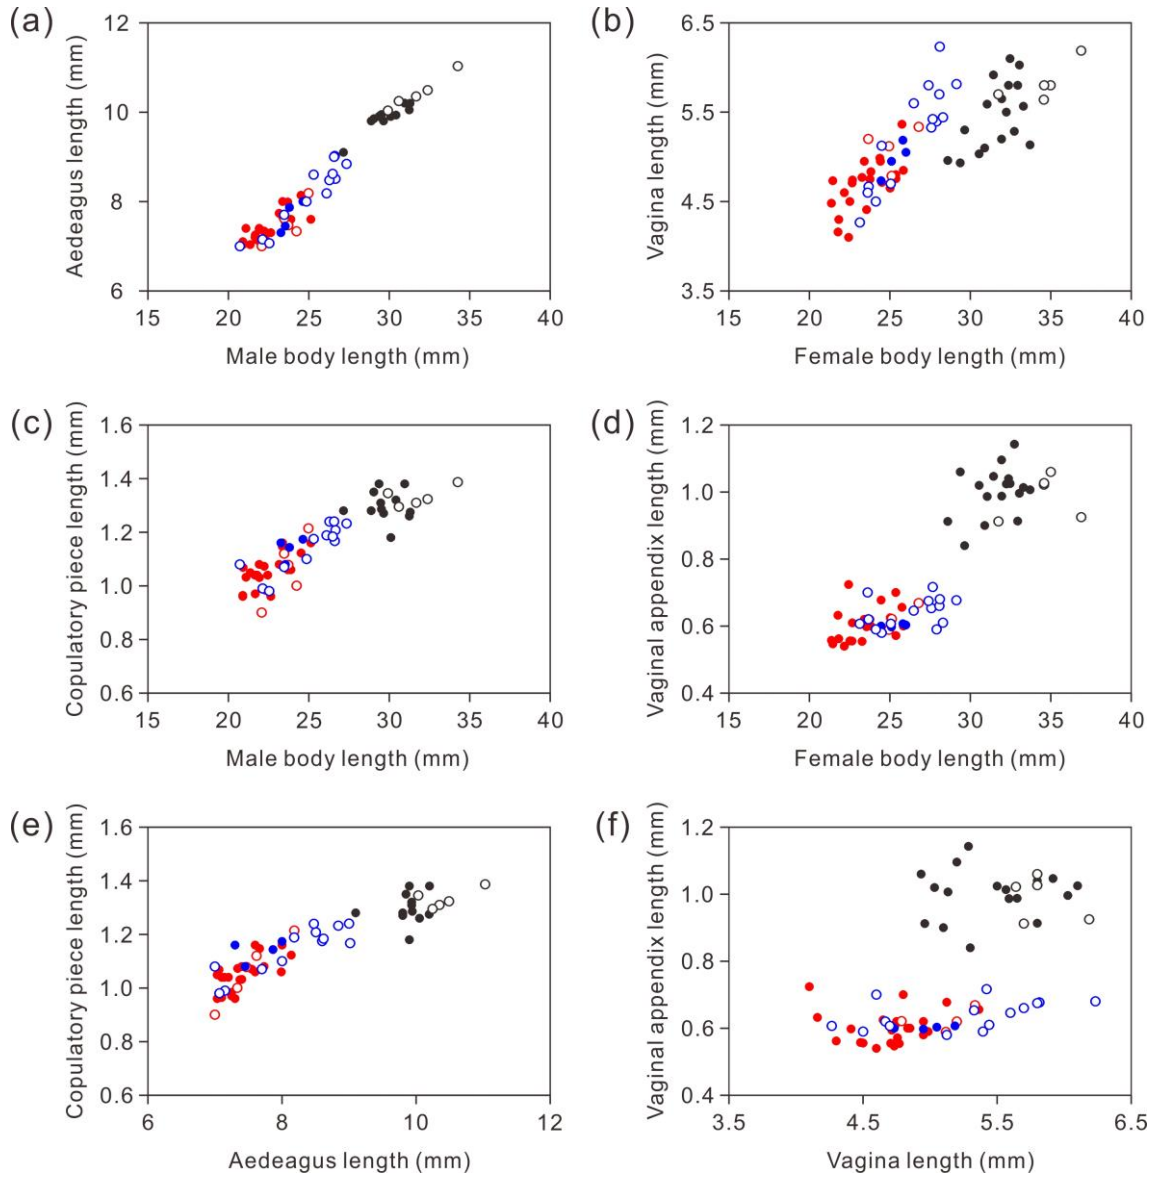 (a)
Aedeagus length (mm)
12
10
8
6
15 20 25 30 35 40
Male body length (mm)
(b)
Vagina length (mm)
6.5
5.5
4.5
3.5
15 20 25 30 35 40
Female body length (mm)
(c)
Copulatory piece length (mm)
1.6
1.4
1.2
1.0
0.8
0.6
15 20 25 30 35 40
Male body length (mm)
(d)
Vaginal appendix length (mm)
1.2
1.0
0.8
0.6
0.4
15 20 25 30 35 40
Female body length (mm)
(e)
Copulatory piece length (mm)
1.6
1.4
1.2
1.0
0.8
0.6
6 8 10 12
Aedeagus length (mm)
(f)
Vaginal appendix length (mm)
1.2
1.0
0.8
0.6
0.4
3.5 4.5 5.5 6.5
Vagina length (mm)